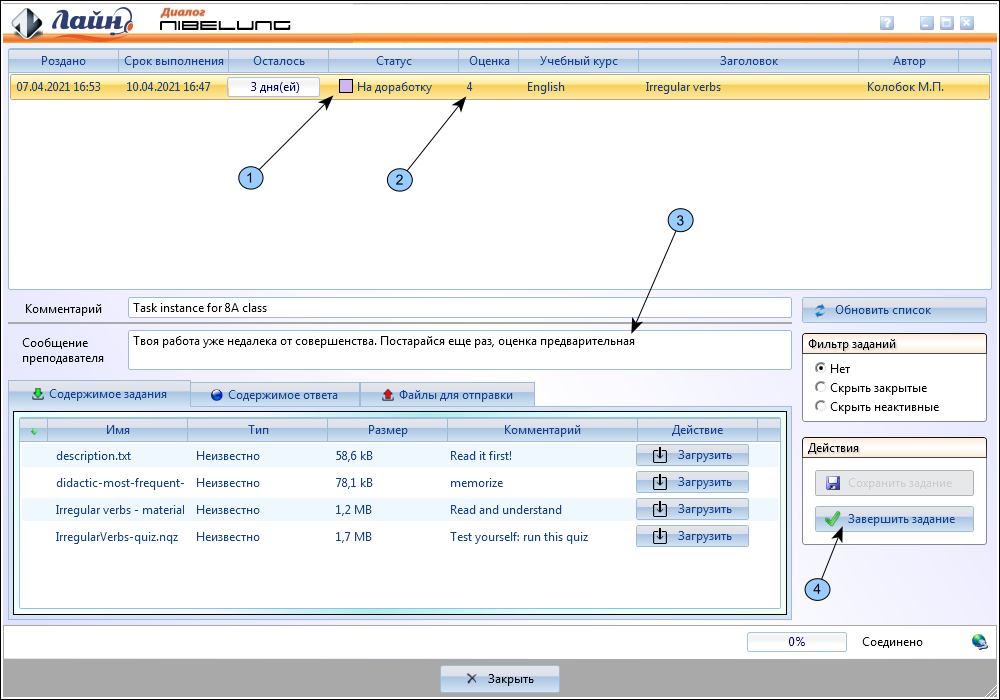 Лайн
Диалог
NIBELUNG
?
Роздано Срок выполнения Осталось Статус Оценка Учебный курс Заголовок Автор
07.04.2021 16:53 10.04.2021 16:47 3 дня(ей) На доработку 4 English Irregular verbs Колобок М.П.
1
2
3
Комментарий Task instance for 8A class
Обновить список
Сообщение
преподавателя
Твоя работа уже недалека от совершенства. Постарайся еще раз, оценка предварительная
Фильтр заданий
Нет
Скрыть закрытые
Скрыть неактивные
Содержимое задания Содержимое ответа Файлы для отправки
Имя Тип Размер Комментарий Действие
description.txt Неизвестно 58,6 kB Read it first! Загрузить
didactic-most-frequent- Неизвестно 78,1 kB memorize Загрузить
Irregular verbs - material Неизвестно 1,2 MB Read and understand Загрузить
IrregularVerbs-quiz.nqz Неизвестно 1,7 MB Test yourself: run this quiz Загрузить
Действия
Сохранить задание
Завершить задание
4
0% Соединено
Закрыть